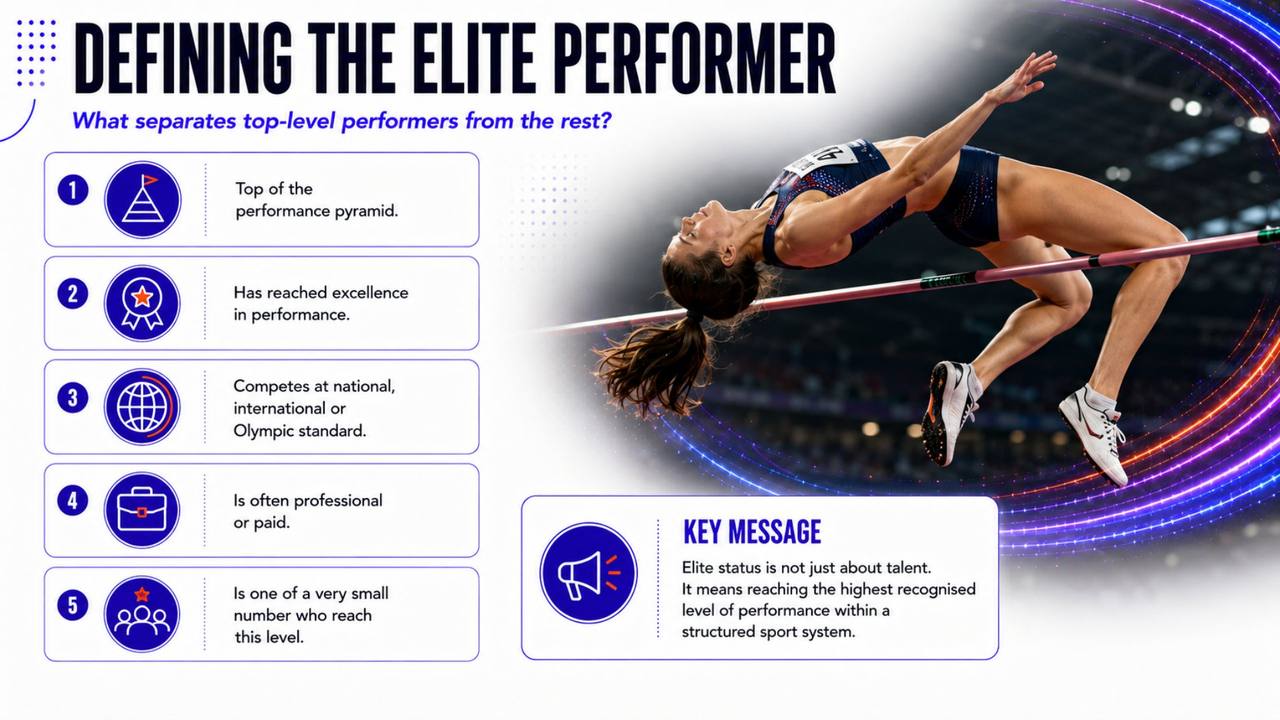 DEFINING THE ELITE PERFORMER
What separates top-level performers from the rest?
1
Top of the
performance pyramid.
2
Has reached excellence
in performance.
3
Competes at national,
international or
Olympic standard.
4
Is often professional
or paid.
5
Is one of a very small
number who reach
this level.
KEY MESSAGE
Elite status is not just about talent.
It means reaching the highest recognised
level of performance within a
structured sport system.